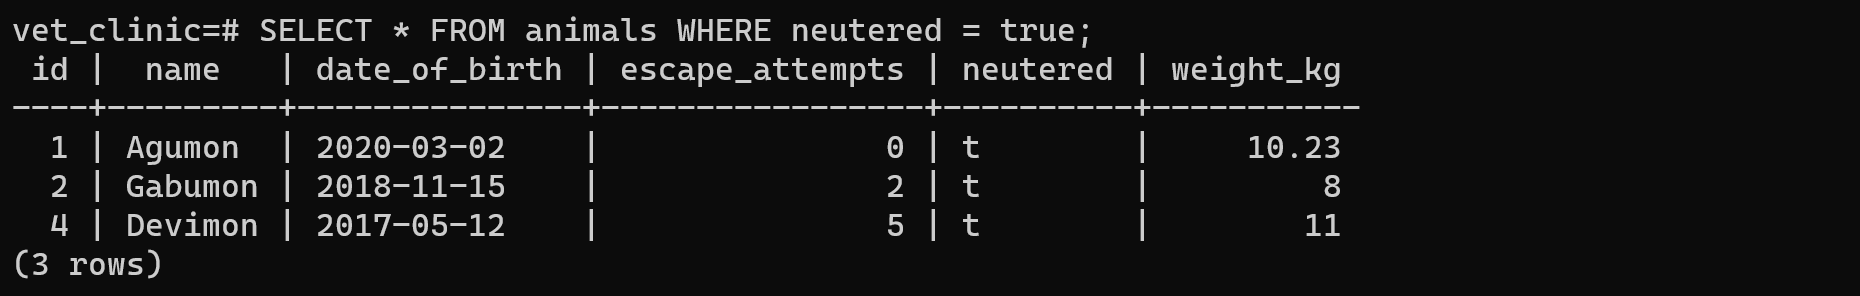 vet_clinic=# SELECT * FROM animals WHERE neutered = true;
 id |  name   | date_of_birth | escape_attempts | neutered | weight_kg
----+---------+---------------+-----------------+----------+-----------
  1 | Agumon  | 2020-03-02    |               0 | t        |     10.23
  2 | Gabumon | 2018-11-15    |               2 | t        |         8
  4 | Devimon | 2017-05-12    |               5 | t        |        11
(3 rows)